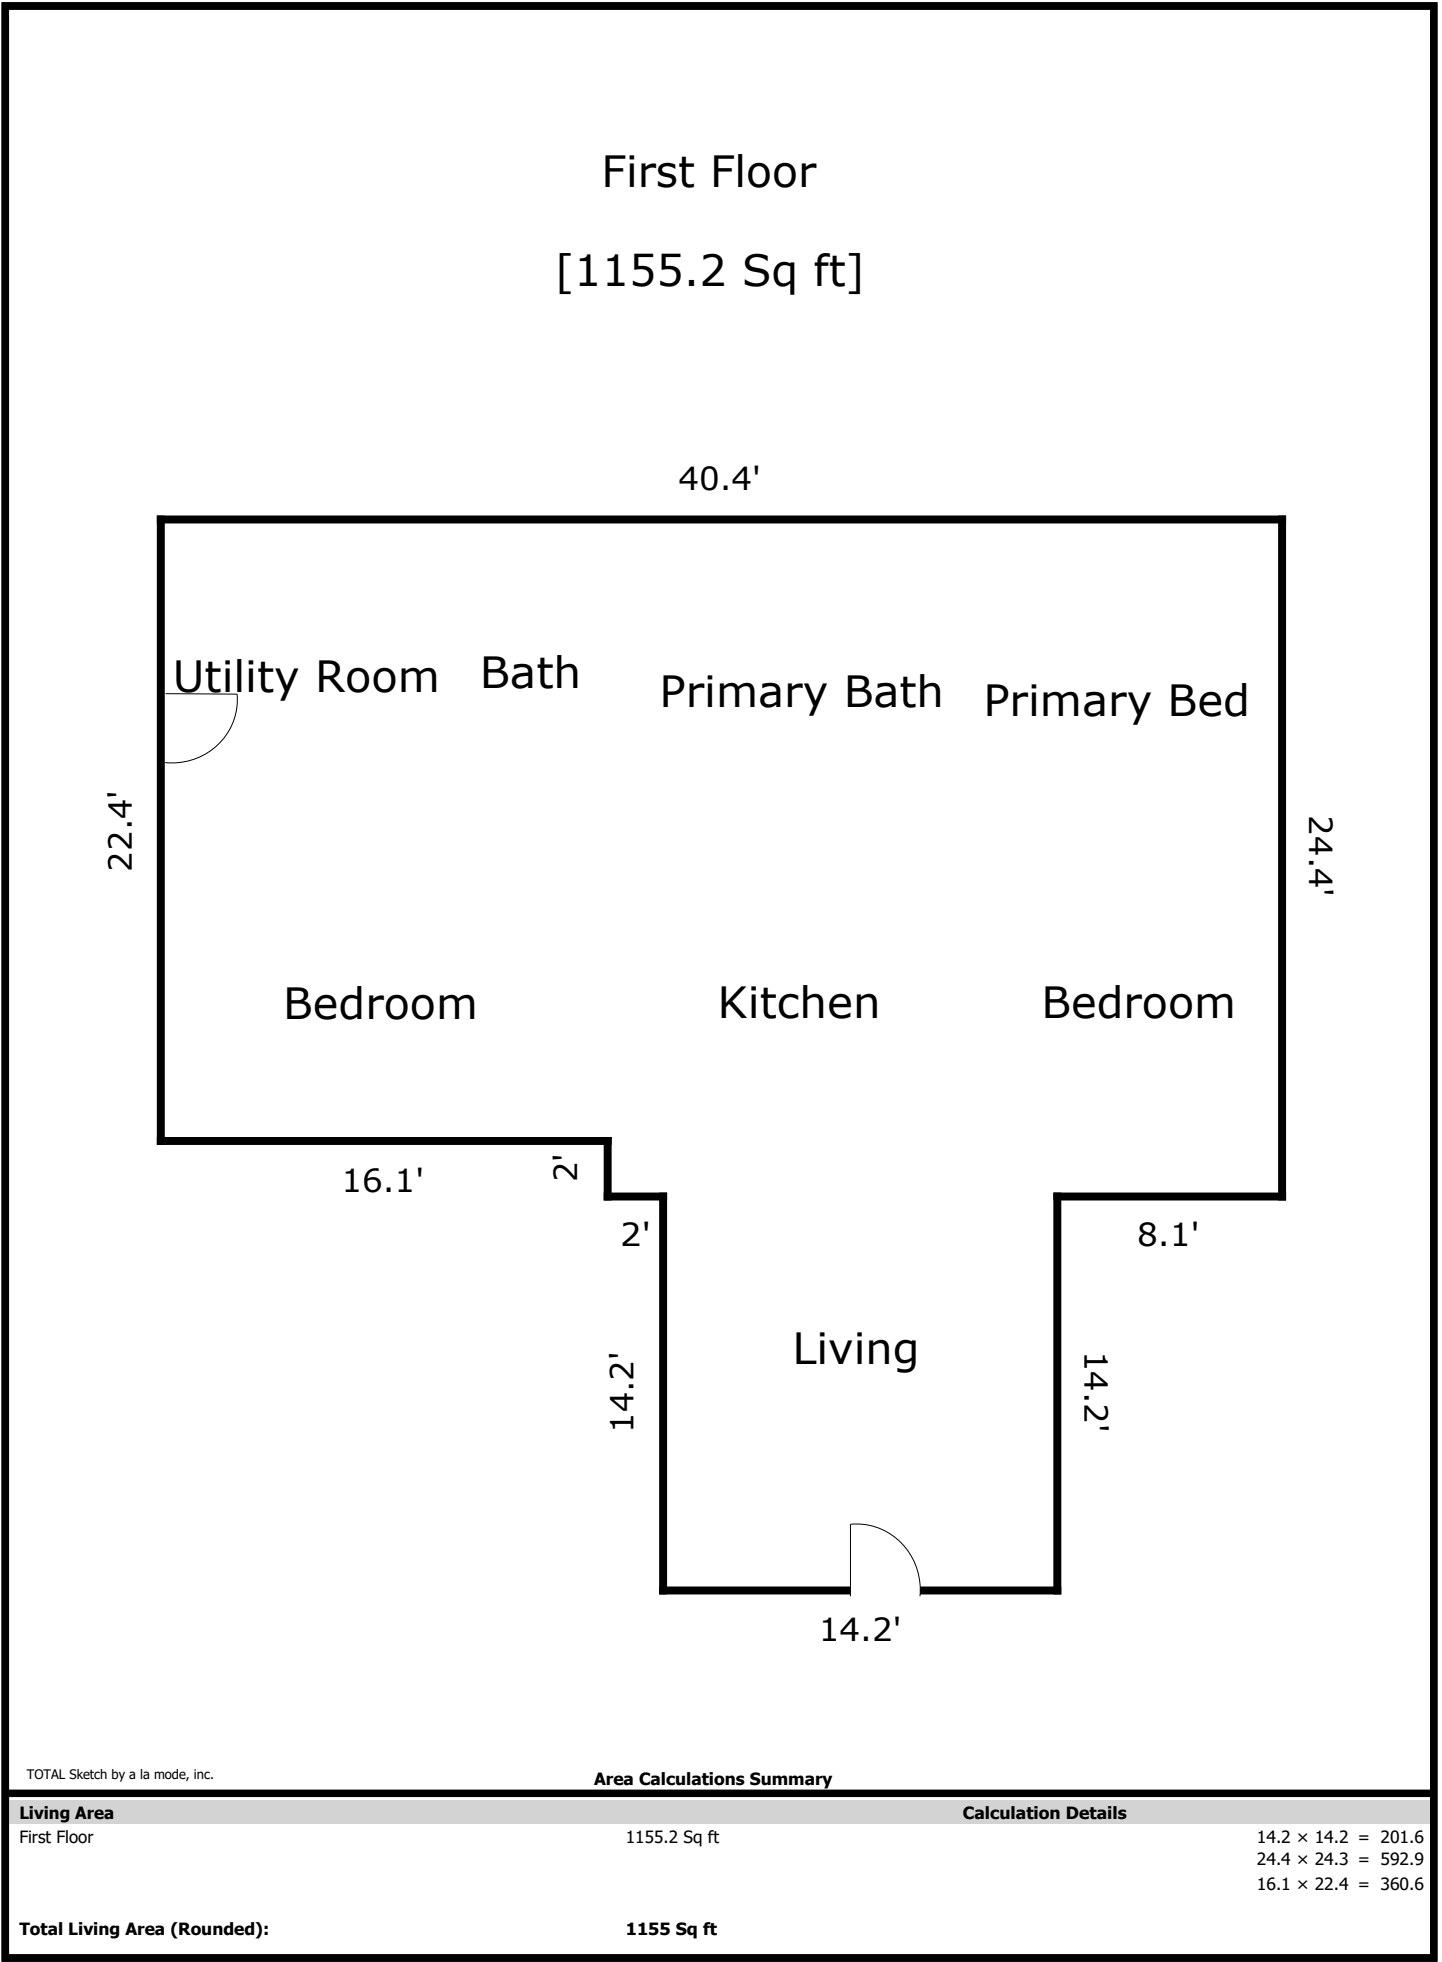 First Floor
[1155.2 Sq ft]
40.4'
Utility Room
Bath
Primary Bath
Primary Bed
22.4'
24.4'
Bedroom
Kitchen
Bedroom
16.1'
2'
2'
8.1'
Living
14.2'
14.2'
14.2'
TOTAL Sketch by a la mode, inc.
Area Calculations Summary
Living Area Calculation Details
First Floor 1155.2 Sq ft 14.2 × 14.2 = 201.6
24.4 × 24.3 = 592.9
16.1 × 22.4 = 360.6
Total Living Area (Rounded): 1155 Sq ft